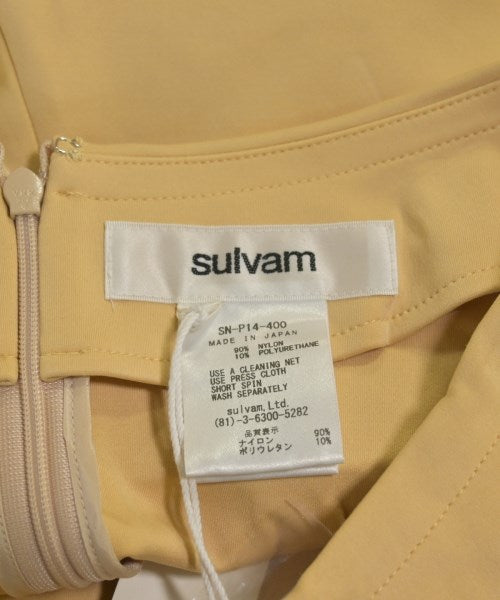 sulvam
SN-P14-400
MADE IN JAPAN
90% NYLON
10% POLYURETHANE
USE A CLEANING NET
USE PRESS CLOTH
SHORT SPIN
WASH SEPARATELY
sulvam,Ltd.
(81)-3-6300-5282
品質表示
ナイロン 90%
ポリウレタン 10%